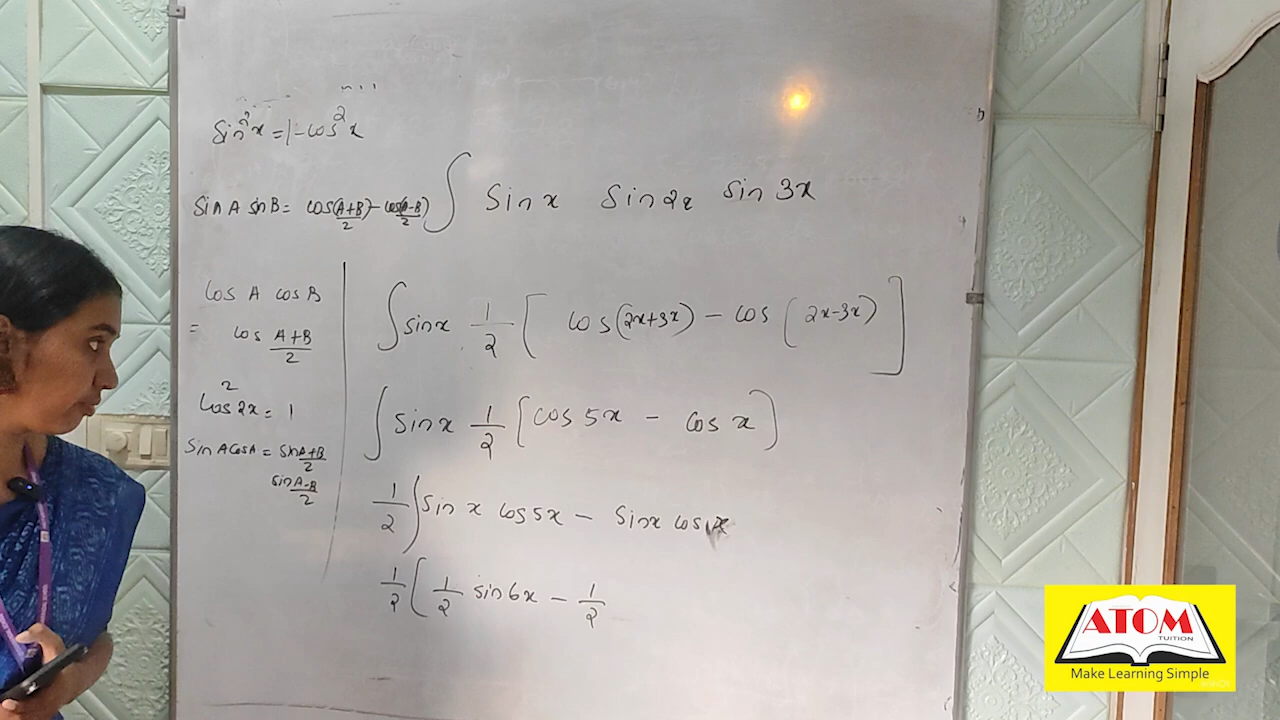 sin²x = 1 - cos²x
sin A sin B = cos(A+B)/2 - cos(A-B)/2
∫ sin x sin 2x sin 3x
cos A cos B
= cos A+B/2
cos²2x = 1
sin A cos A = sin A+B/2
sin A-B/2
∫ sin x 1/2 [ cos(2x+3x) - cos (2x-3x) ]
∫ sin x 1/2 [cos 5x - cos x]
1/2 ∫ sin x cos 5x - sin x cos x
1/2 [ 1/2 sin 6x - 1/2
ATOM
TUITION
Make Learning Simple